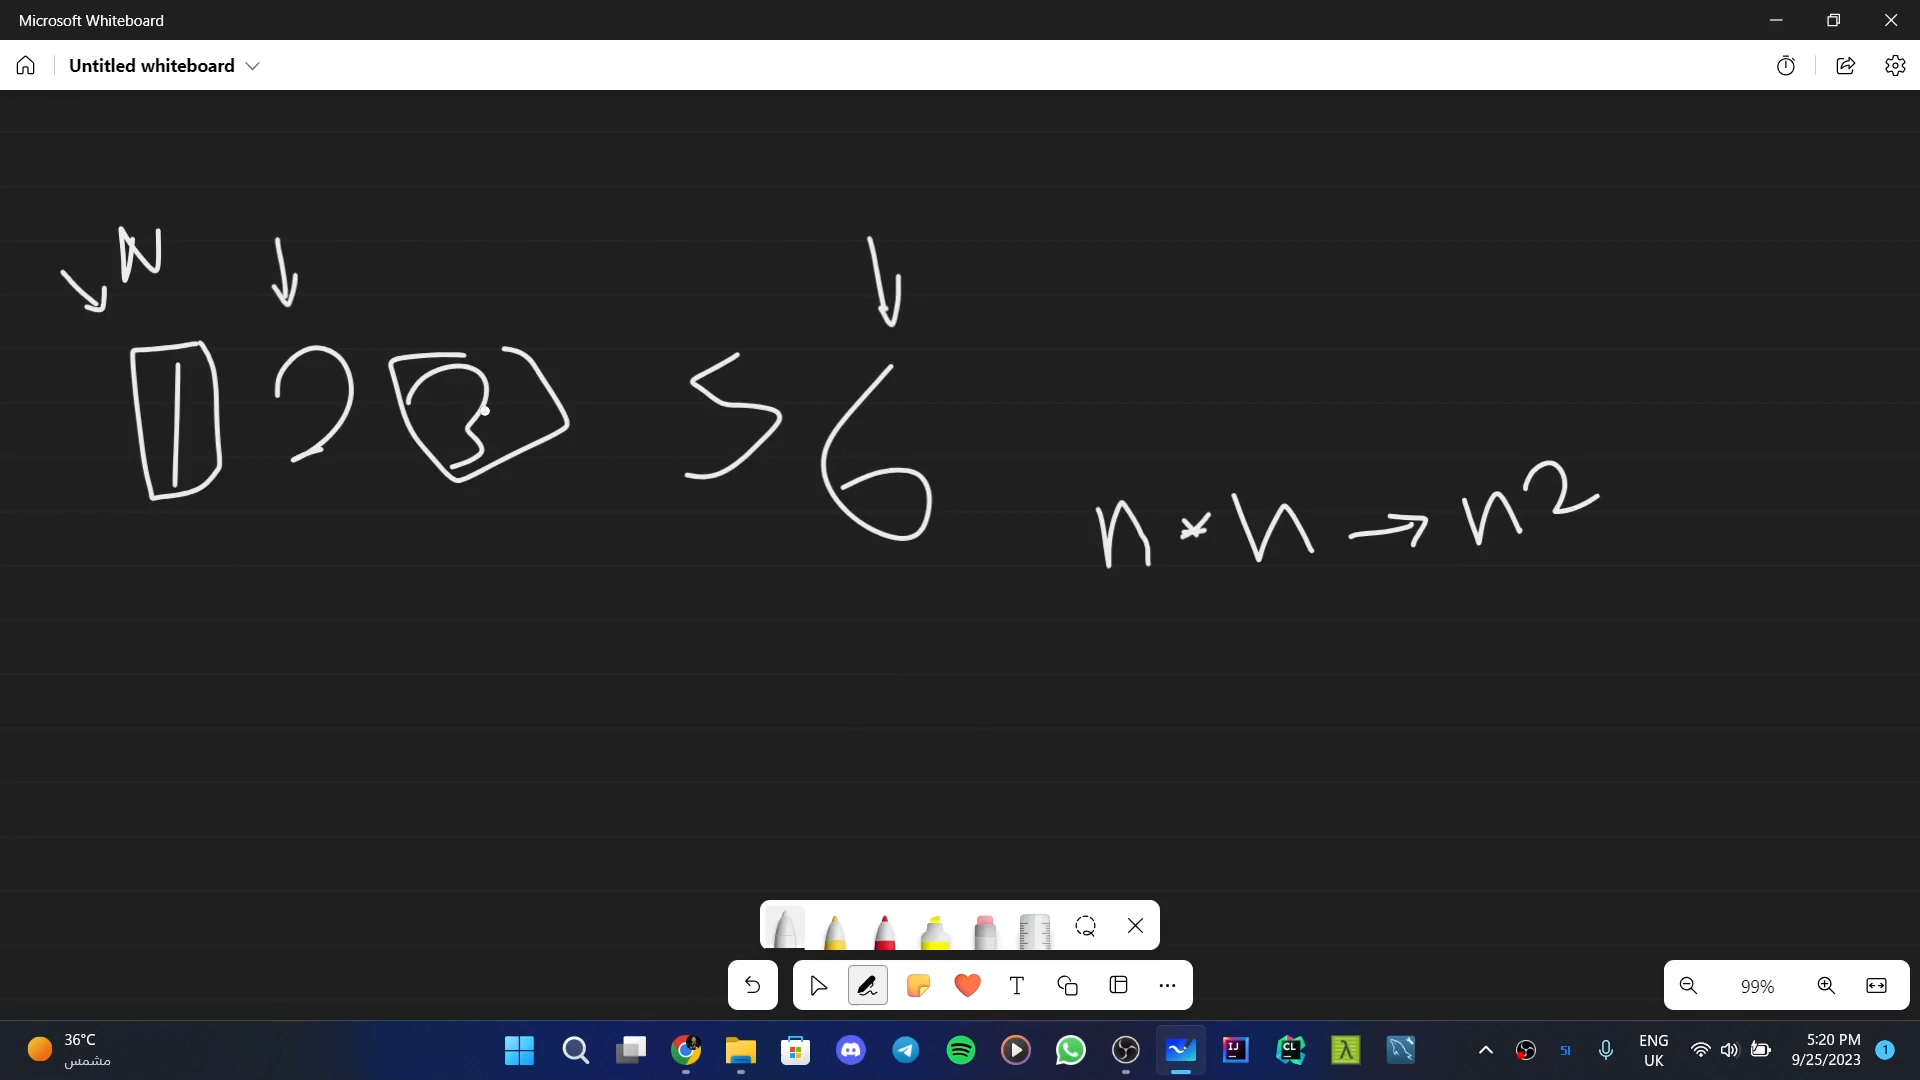 Microsoft Whiteboard
Untitled whiteboard
N
1 2 3 5 6
n * n → n²
99%
36°C
مشمس
ENG
UK
5:20 PM
9/25/2023
1